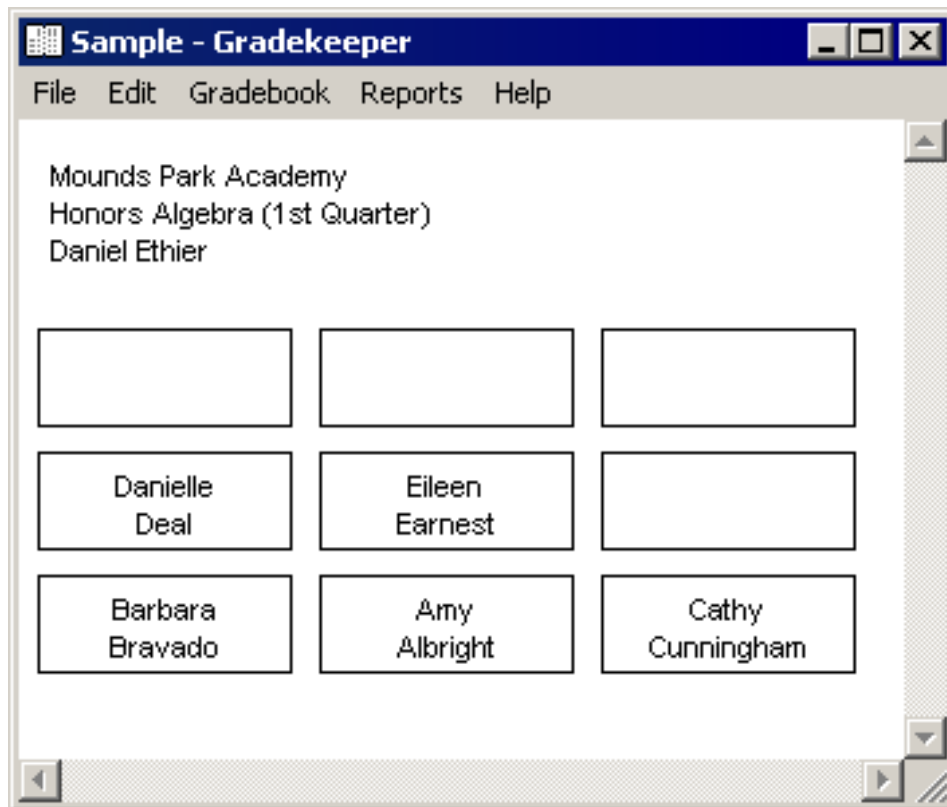 Sample - Gradekeeper
File Edit Gradebook Reports Help
Mounds Park Academy
Honors Algebra (1st Quarter)
Daniel Ethier
Danielle
Deal
Eileen
Earnest
Barbara
Bravado
Amy
Albright
Cathy
Cunningham